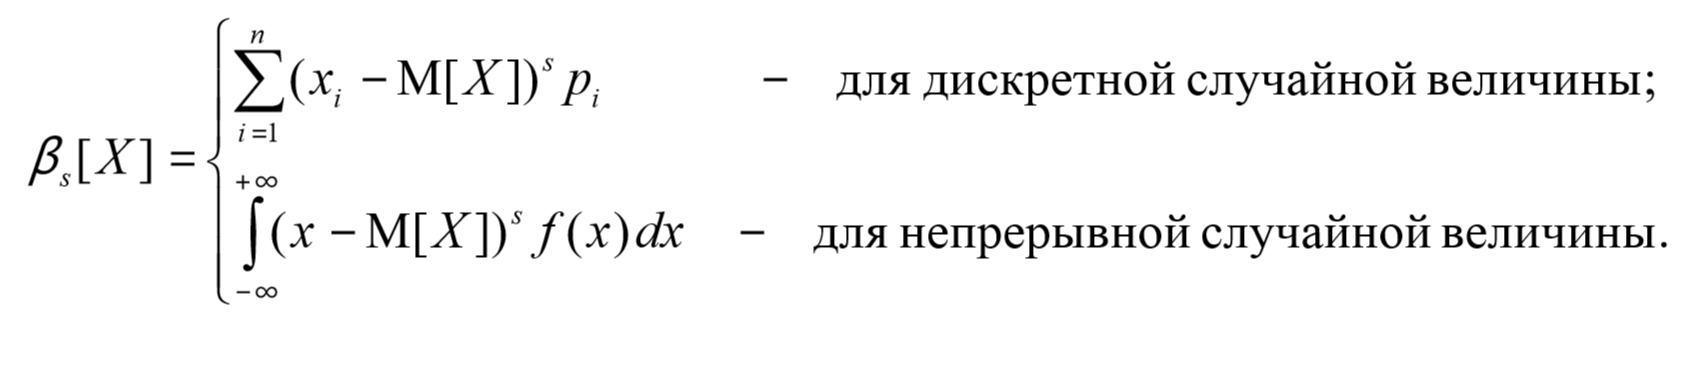 β_s[X] = { ∑_{i=1}^{n} (x_i – M[X])^s p_i – для дискретной случайной величины;
∫_{–∞}^{+∞} (x – M[X])^s f(x)dx – для непрерывной случайной величины.